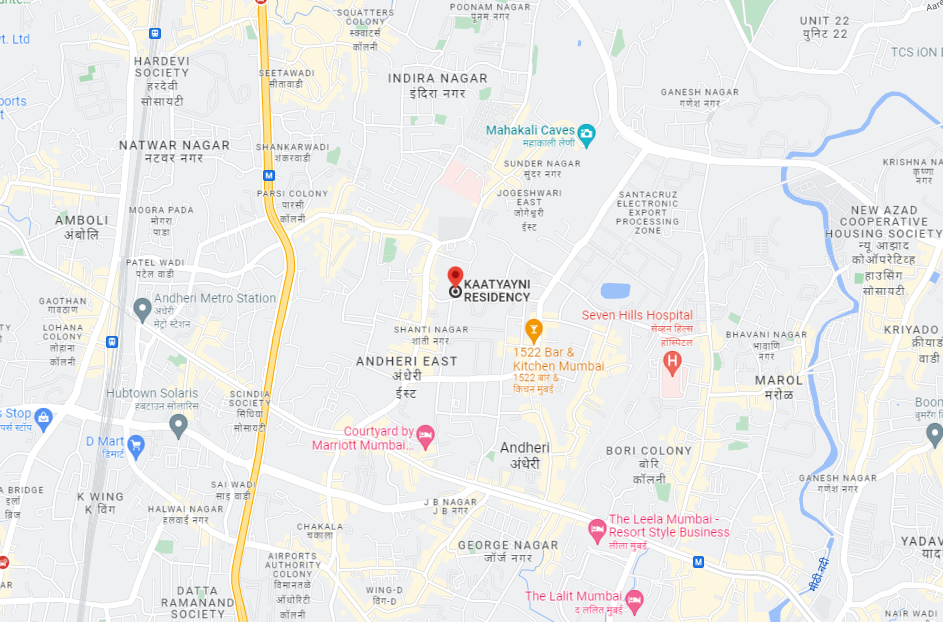 SQUATTERS
COLONY
स्क्वार्टर्स
कॉलनी
POONAM NAGAR
पूनम नगर
UNIT 22
युनिट 22
TCS iON
t. Ltd
HARDEVI
SOCIETY
हरदेवी
सोसायटी
SEETAWADI
सीतावाडी
INDIRA NAGAR
इंदिरा नगर
GANESH NAGAR
गणेश नगर
ports
Mahakali Caves
महाकाली लेणी
NATWAR NAGAR
नटवर नगर
SHANKARWADI
शंकरवाडी
SUNDER NAGAR
सुंदर नगर
M
KRISHNA NA
कृष्णा
नगर
PARSI COLONY
पारसी
कॉलनी
JOGESHWARI
EAST
जोगेश्वरी
ईस्ट
SANTACRUZ
ELECTRONIC
EXPORT
PROCESSING
ZONE
AMBOLI
अंबोलि
MOGRA PADA
मोगरा
पाडा
NEW AZAD
COOPERATIVE
HOUSING SOCIETY
न्यू आझाद
कोऑपरेटिव्ह
हाउसिंग
सोसायटी
PATEL WADI
पटेल वाडी
KAATYAYNI
RESIDENCY
GAOTHAN
गावठाण
Andheri Metro Station
अंधेरी
मेट्रो स्टेशन
Seven Hills Hospital
सेव्हन हिल्स
हॉस्पिटल
H
LOHANA
COLONY
लोहाना
कॉलनी
SHANTI NAGAR
शांती नगर
BHAVANI NAGAR
भावाणि
नगर
KRIYADO
कीयाडॉ
वाडी
1522 Bar &
Kitchen Mumbai
1522 बार &
किचन मुंबई
ANDHERI EAST
अंधेरी
ईस्ट
MAROL
मरोळ
Hubtown Solaris
हबटाउन सोलारिस
SCINDIA
SOCIETY
सिंधिया
सोसायटी
Boom
बुमरँग
s Stop
पर्स स्टॉप
D Mart
डिमार्ट
Courtyard by
Marriott Mumbai...
Andheri
अंधेरी
BORI COLONY
बोरि
कॉलनी
GANESH NAGAR
गणेश नगर
SAI WADI
साइ वाडी
A BRIDGE
इर्ला
ब्रिज
K WING
K विंग
HALWAI NAGAR
हलवाई नगर
J B NAGAR
J B नगर
CHAKALA
चकाला
The Leela Mumbai -
Resort Style Business
लीला मुंबई
GEORGE NAGAR
जॉर्ज नगर
M
YADAV
याद
AIRPORTS
AUTHORITY
COLONY
विमानतळे
ऑथोरिटी
कॉलनी
मीठी नदी
DATTA
RAMANAND
SOCIETY
WING-D
विंग-D
The Lalit Mumbai
द ललित मुंबई
NAIR WADI